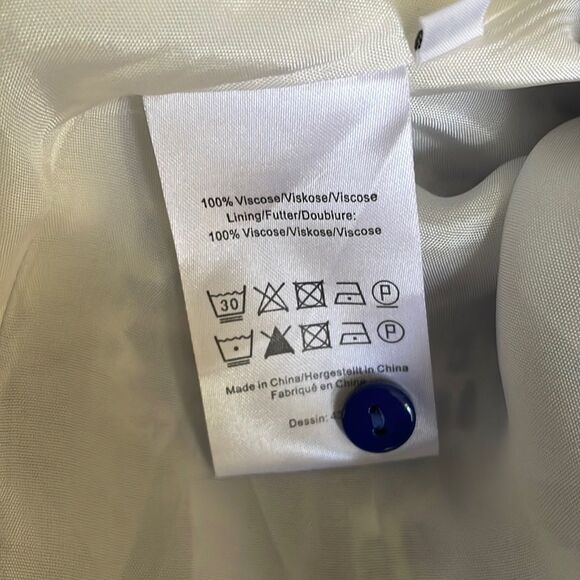 100% Viscose/Viskose/Viscose
Lining/Futter/Doublure:
100% Viscose/Viskose/Viscose
30 P
P
Made in China/Hergestellt in China
Fabriqué en Chine
Dessin: